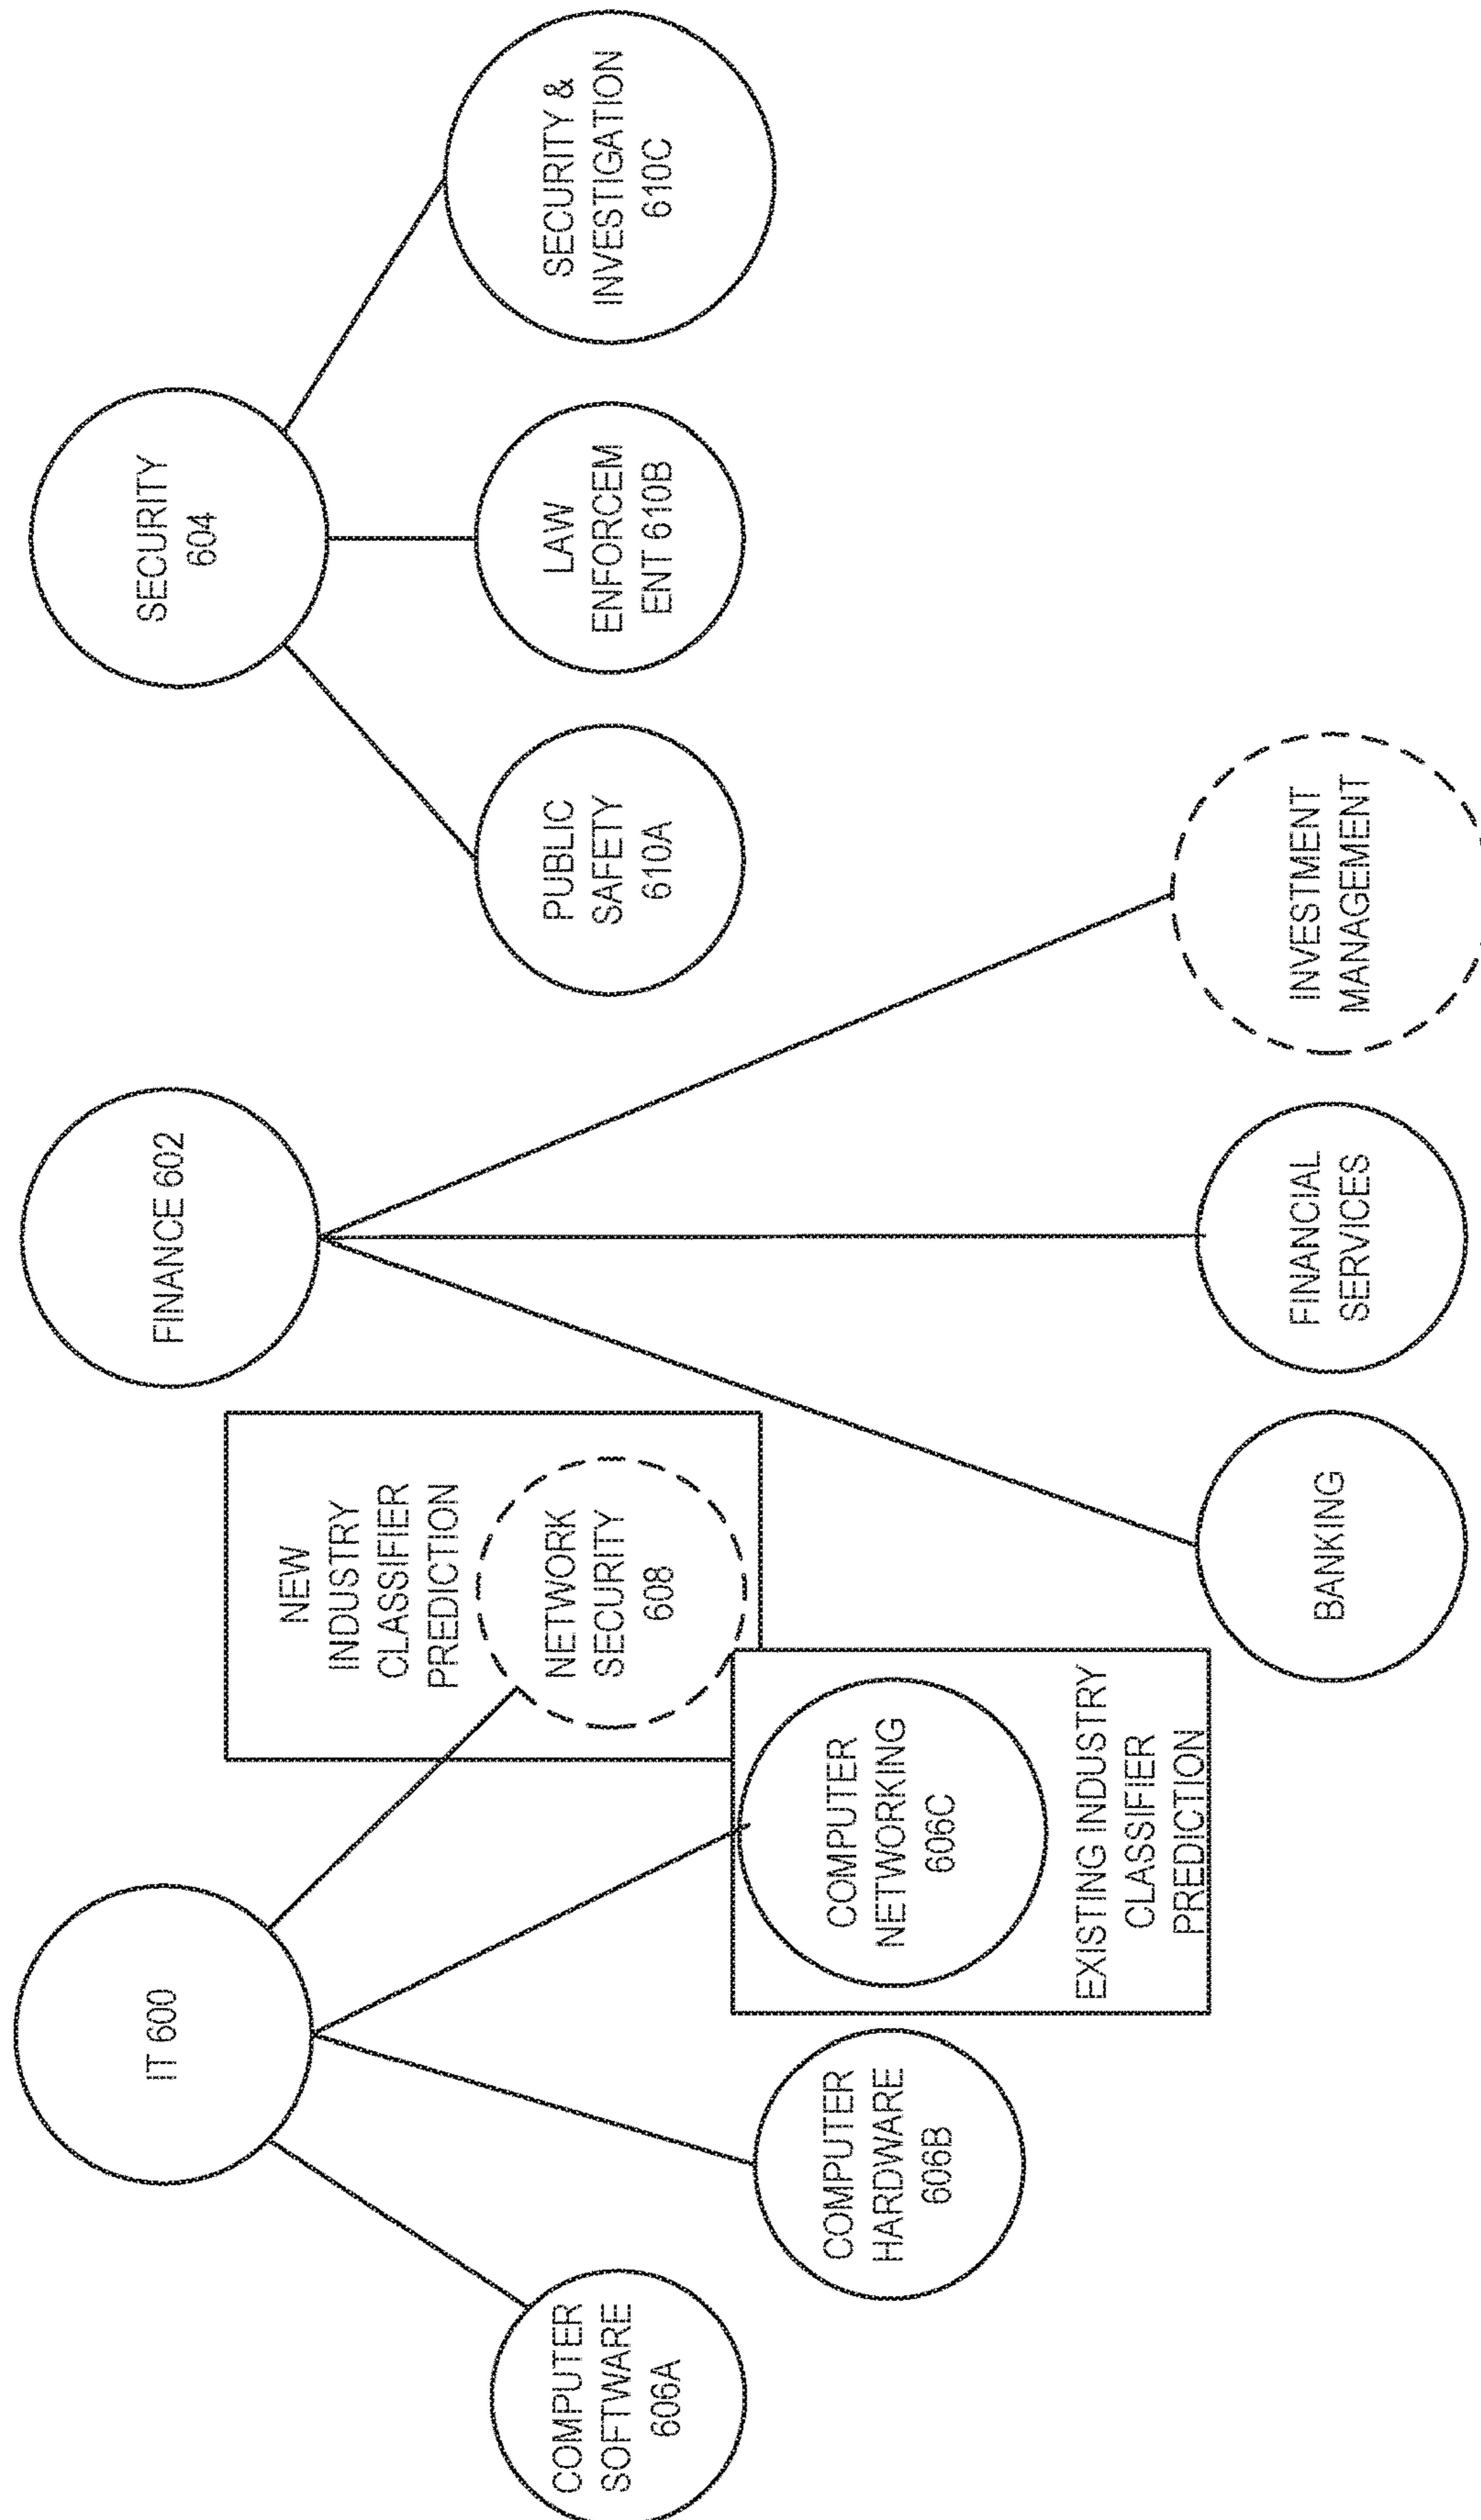 IT 600
FINANCE 602
SECURITY
604
NEW
INDUSTRY
CLASSIFIER
PREDICTION
COMPUTER
SOFTWARE
606A
NETWORK
SECURITY
608
PUBLIC
SAFETY
610A
LAW
ENFORCEM
ENT 610B
SECURITY &
INVESTIGATION
610C
COMPUTER
HARDWARE
606B
COMPUTER
NETWORKING
606C
EXISTING INDUSTRY
CLASSIFIER
PREDICTION
BANKING
FINANCIAL
SERVICES
INVESTMENT
MANAGEMENT